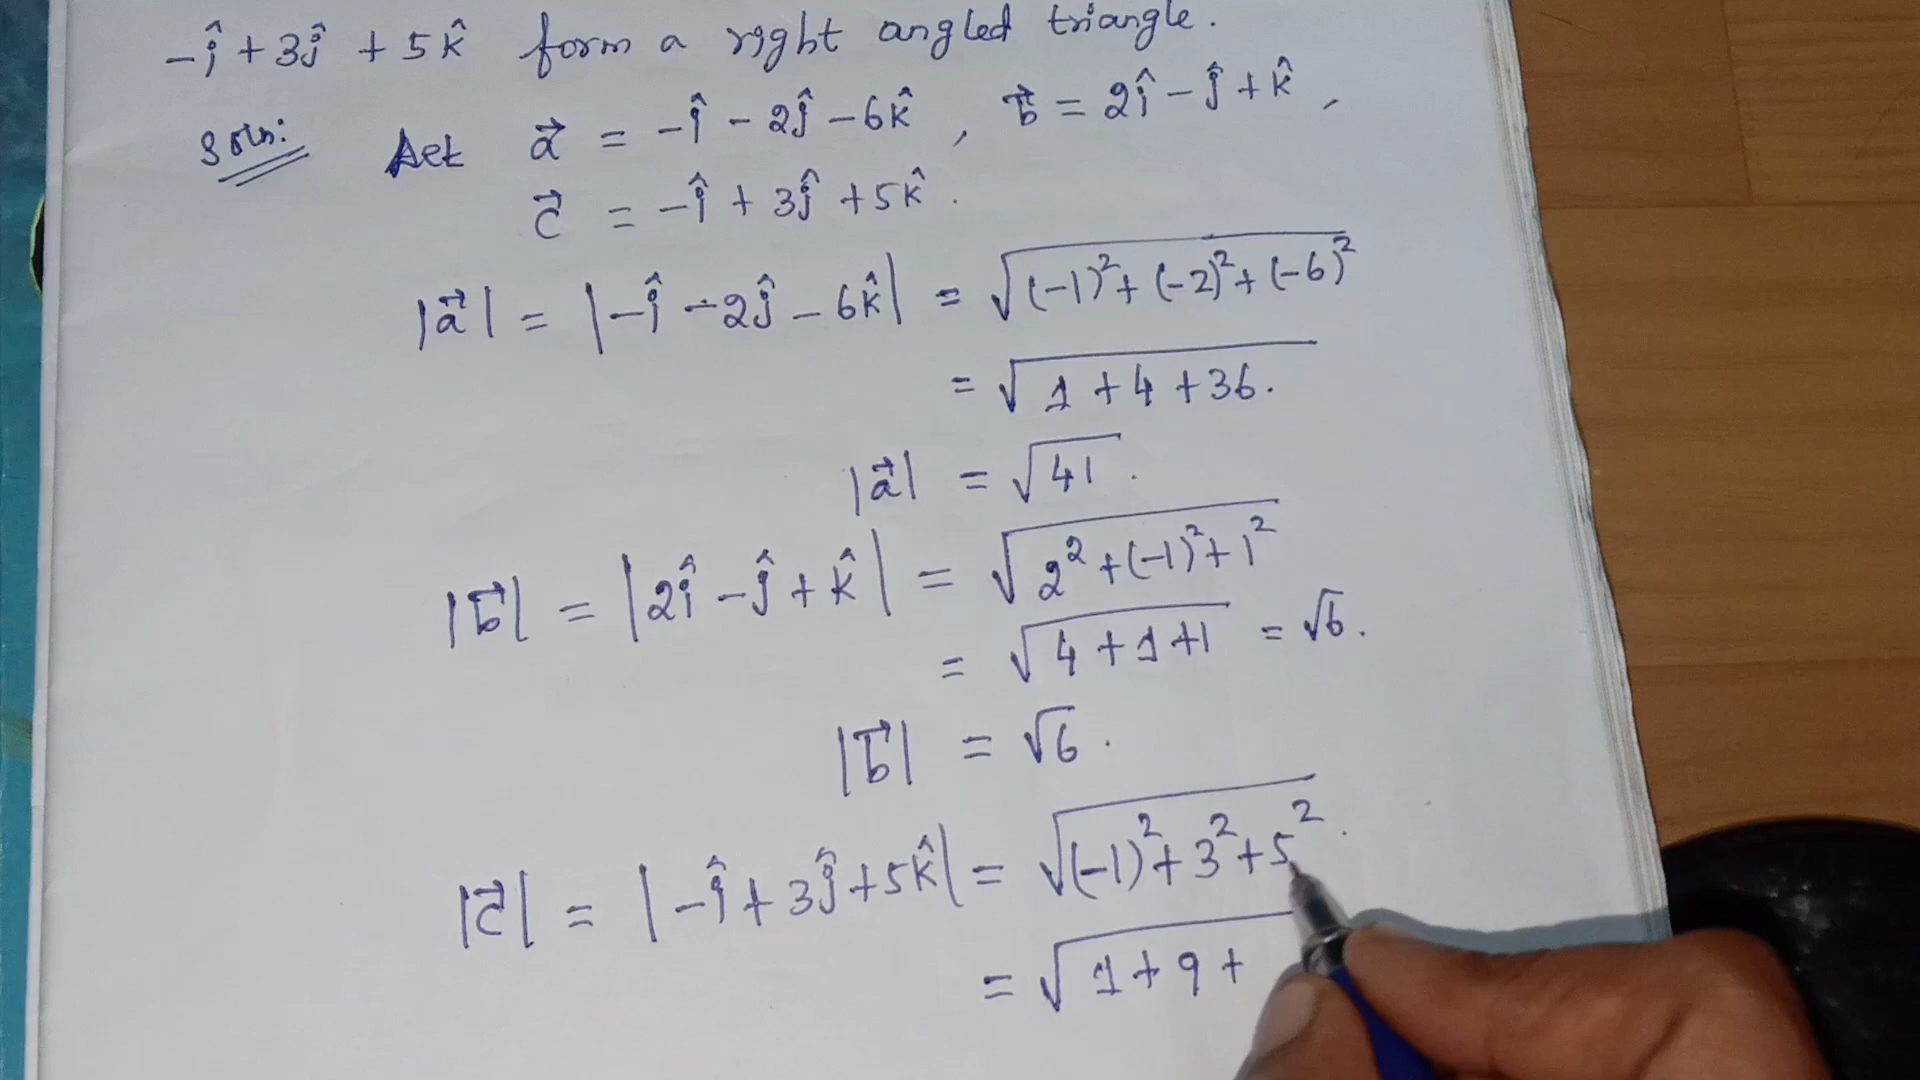 -î + 3ĵ + 5k̂ form a right angled triangle.
Soln: Let a⃗ = -î - 2ĵ - 6k̂ , b⃗ = 2î - ĵ + k̂ ,
c⃗ = -î + 3ĵ + 5k̂ .
|a⃗| = |-î - 2ĵ - 6k̂| = √((-1)² + (-2)² + (-6)²)
= √(1 + 4 + 36).
|a⃗| = √41 .
|b⃗| = |2î - ĵ + k̂| = √(2² + (-1)² + 1²)
= √(4 + 1 + 1) = √6 .
|b⃗| = √6 .
|c⃗| = |-î + 3ĵ + 5k̂| = √((-1)² + 3² + 5²) .
= √(1 + 9 +